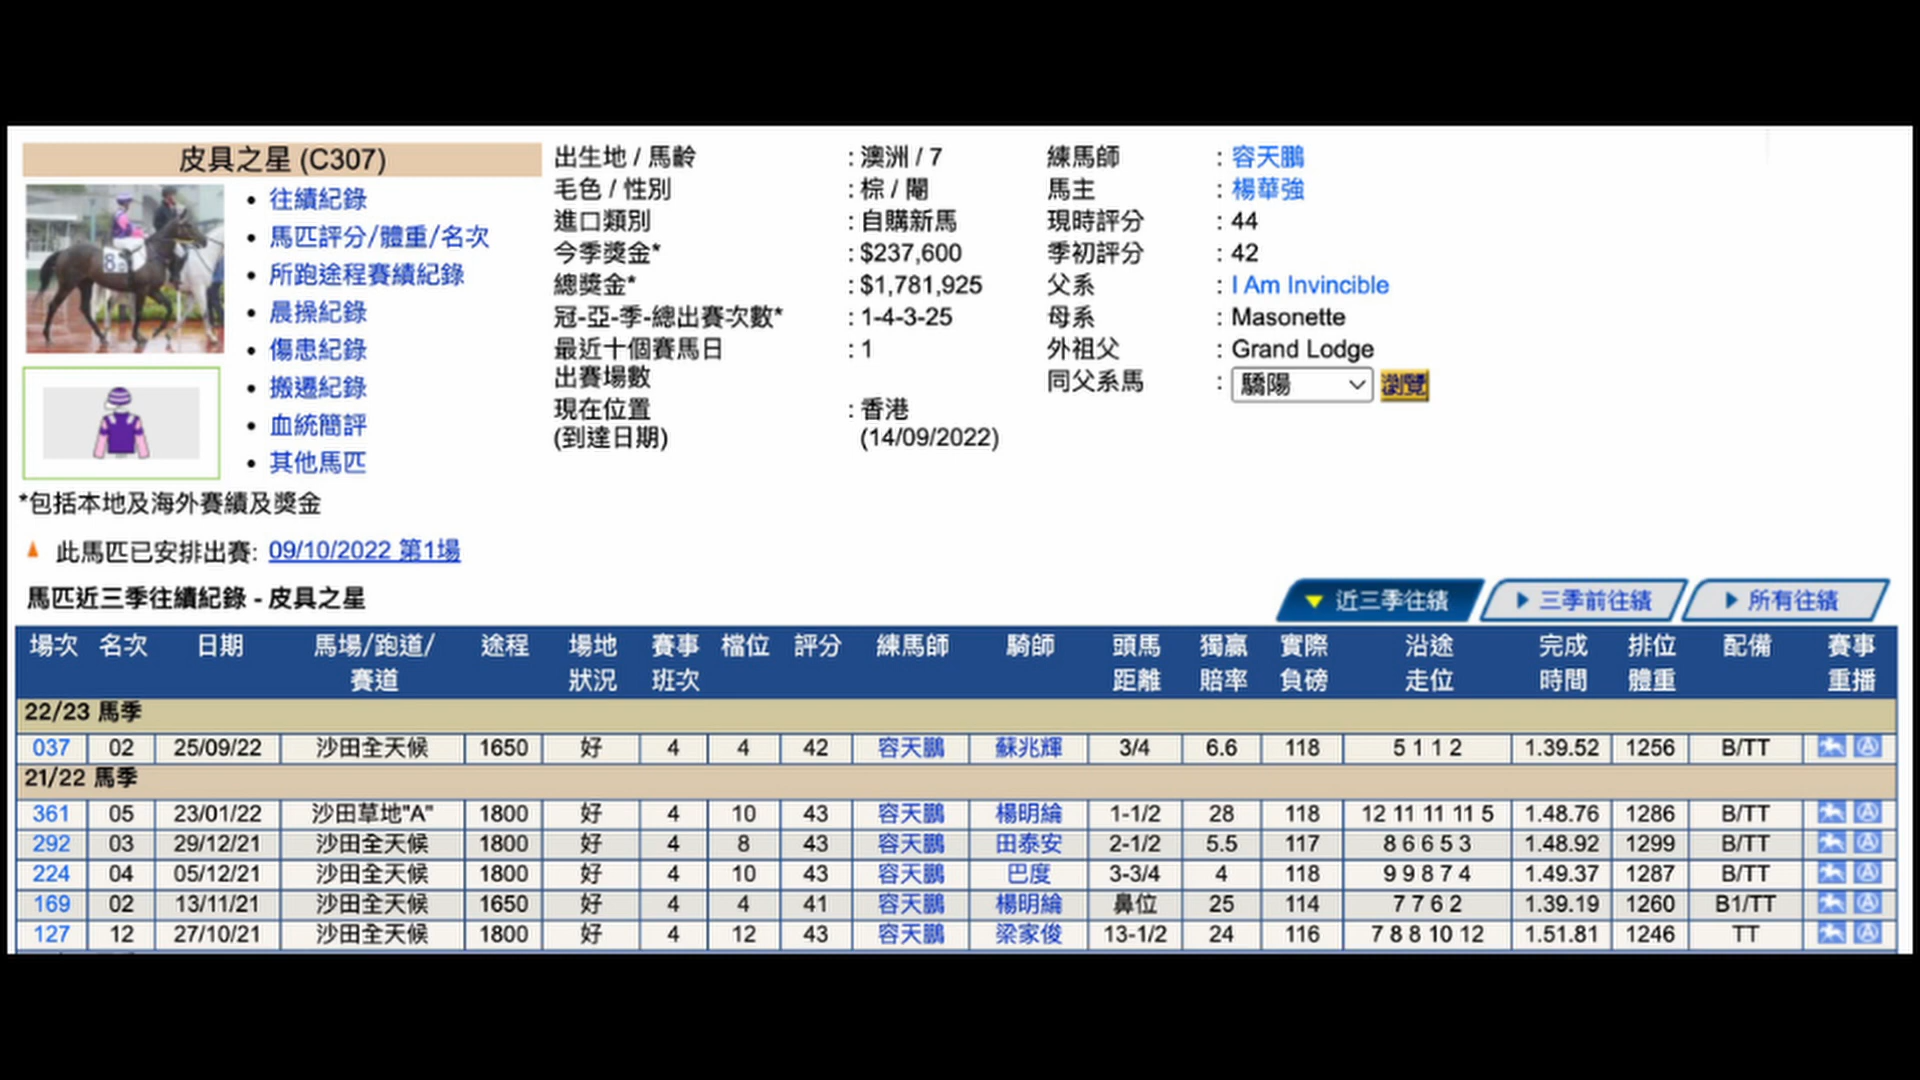 皮具之星 (C307)
往績紀錄
馬匹評分/體重/名次
所跑途程賽績紀錄
晨操紀錄
傷患紀錄
搬遷紀錄
血統簡評
其他馬匹
8
出生地 / 馬齡 : 澳洲 / 7
毛色 / 性別 : 棕 / 閹
進口類別 : 自購新馬
今季獎金* : $237,600
總獎金* : $1,781,925
冠-亞-季-總出賽次數* : 1-4-3-25
最近十個賽馬日 : 1
出賽場數
現在位置 : 香港
(到達日期) (14/09/2022)
練馬師 : 容天鵬
馬主 : 楊華強
現時評分 : 44
季初評分 : 42
父系 : I Am Invincible
母系 : Masonette
外祖父 : Grand Lodge
同父系馬 : 驕陽 瀏覽
*包括本地及海外賽績及獎金
此馬匹已安排出賽: 09/10/2022 第1場
馬匹近三季往績紀錄 - 皮具之星
近三季往績 三季前往績 所有往績
場次 名次 日期 馬場/跑道/ 途程 場地 賽事 檔位 評分 練馬師 騎師 頭馬 獨贏 實際 沿途 完成 排位 配備 賽事
賽道 狀況 班次 距離 賠率 負磅 走位 時間 體重 重播
22/23 馬季
037 02 25/09/22 沙田全天候 1650 好 4 4 42 容天鵬 蘇兆輝 3/4 6.6 118 5 1 1 2 1.39.52 1256 B/TT
21/22 馬季
361 05 23/01/22 沙田草地"A" 1800 好 4 10 43 容天鵬 楊明綸 1-1/2 28 118 12 11 11 11 5 1.48.76 1286 B/TT
292 03 29/12/21 沙田全天候 1800 好 4 8 43 容天鵬 田泰安 2-1/2 5.5 117 8 6 6 5 3 1.48.92 1299 B/TT
224 04 05/12/21 沙田全天候 1800 好 4 10 43 容天鵬 巴度 3-3/4 4 118 9 9 8 7 4 1.49.37 1287 B/TT
169 02 13/11/21 沙田全天候 1650 好 4 4 41 容天鵬 楊明綸 鼻位 25 114 7 7 6 2 1.39.19 1260 B1/TT
127 12 27/10/21 沙田全天候 1800 好 4 12 43 容天鵬 梁家俊 13-1/2 24 116 7 8 8 10 12 1.51.81 1246 TT